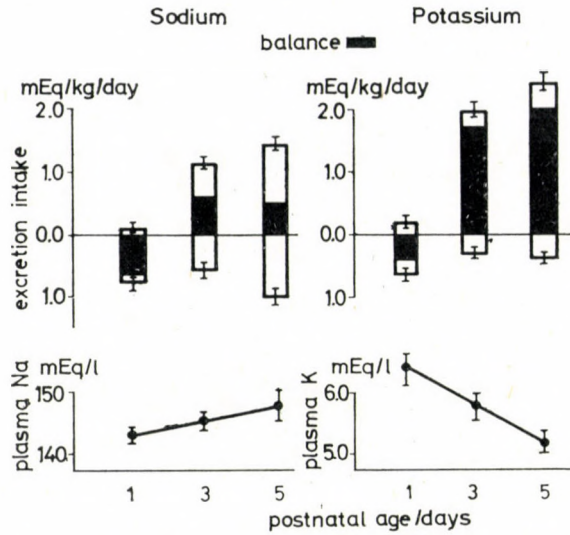 Sodium Potassium
balance
mEq/kg/day mEq/kg/day
2.0 2.0
1.0 1.0
0.0 0.0
1.0 1.0
excretion intake
mEq/l mEq/l
150 6.0
140 5.0
plasma Na plasma K
1 3 5 1 3 5
postnatal age/days